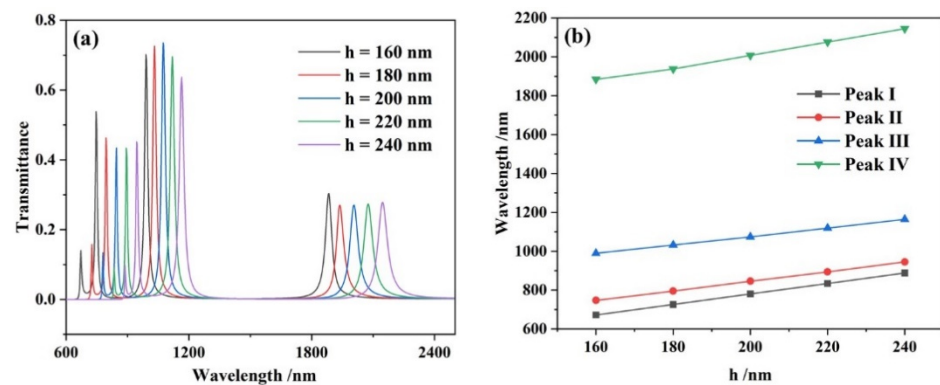 (a)
h = 160 nm
h = 180 nm
h = 200 nm
h = 220 nm
h = 240 nm
0.8
0.6
0.4
0.2
0.0
Transmittance
600 1200 1800 2400
Wavelength /nm
(b)
Peak I
Peak II
Peak III
Peak IV
2200
2000
1800
1600
1400
1200
1000
800
600
Wavelength /nm
160 180 200 220 240
h /nm